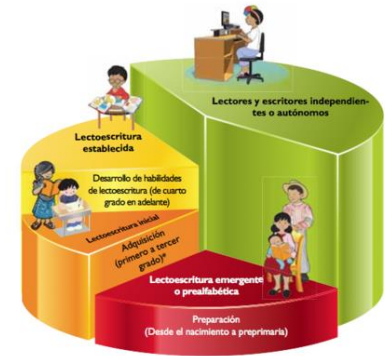 Lectores y escritores independien-
tes o autónomos
Lectoescritura
establecida
Desarrollo de habilidades
de lectoescritura (de cuarto
grado en adelante)
Lectoescritura inicial
Adquisición
(primero a tercer
grado)*
Lectoescritura emergente
o prealfabética
Preparación
(Desde el nacimiento a preprimaria)